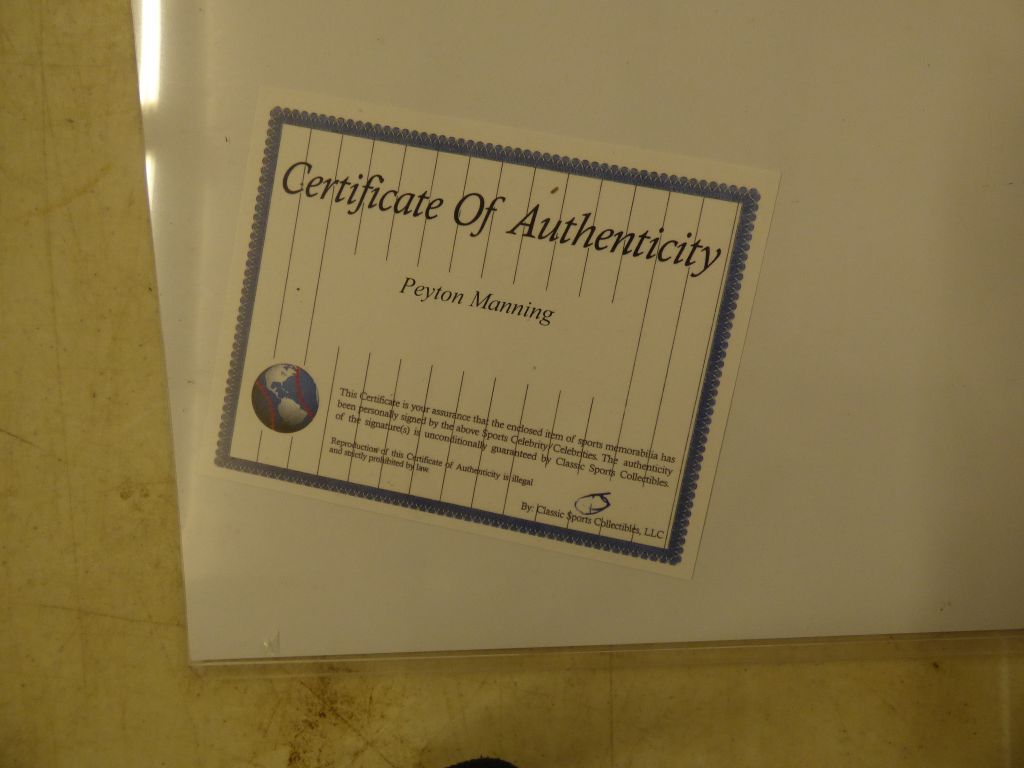 Certificate Of Authenticity
Peyton Manning
This Certificate is your assurance that the enclosed item of sports memorabilia has
been personally signed by the above Sports Celebrity/Celebrities. The authenticity
of the signature(s) is unconditionally guaranteed by Classic Sports Collectibles.
Reproduction of this Certificate of Authenticity is illegal
and strictly prohibited by law.
By: Classic Sports Collectibles, LLC